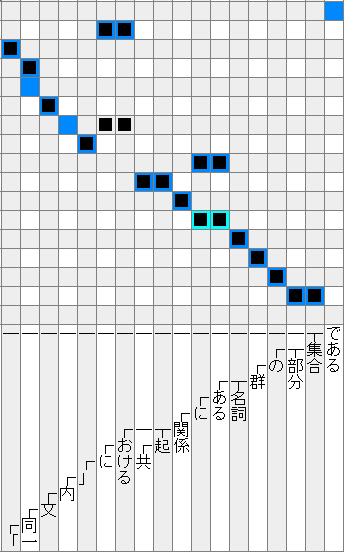 「
同一
文
内
」
に
おける
共
起
関係
に
ある
名詞
群
の
部分
集合
である